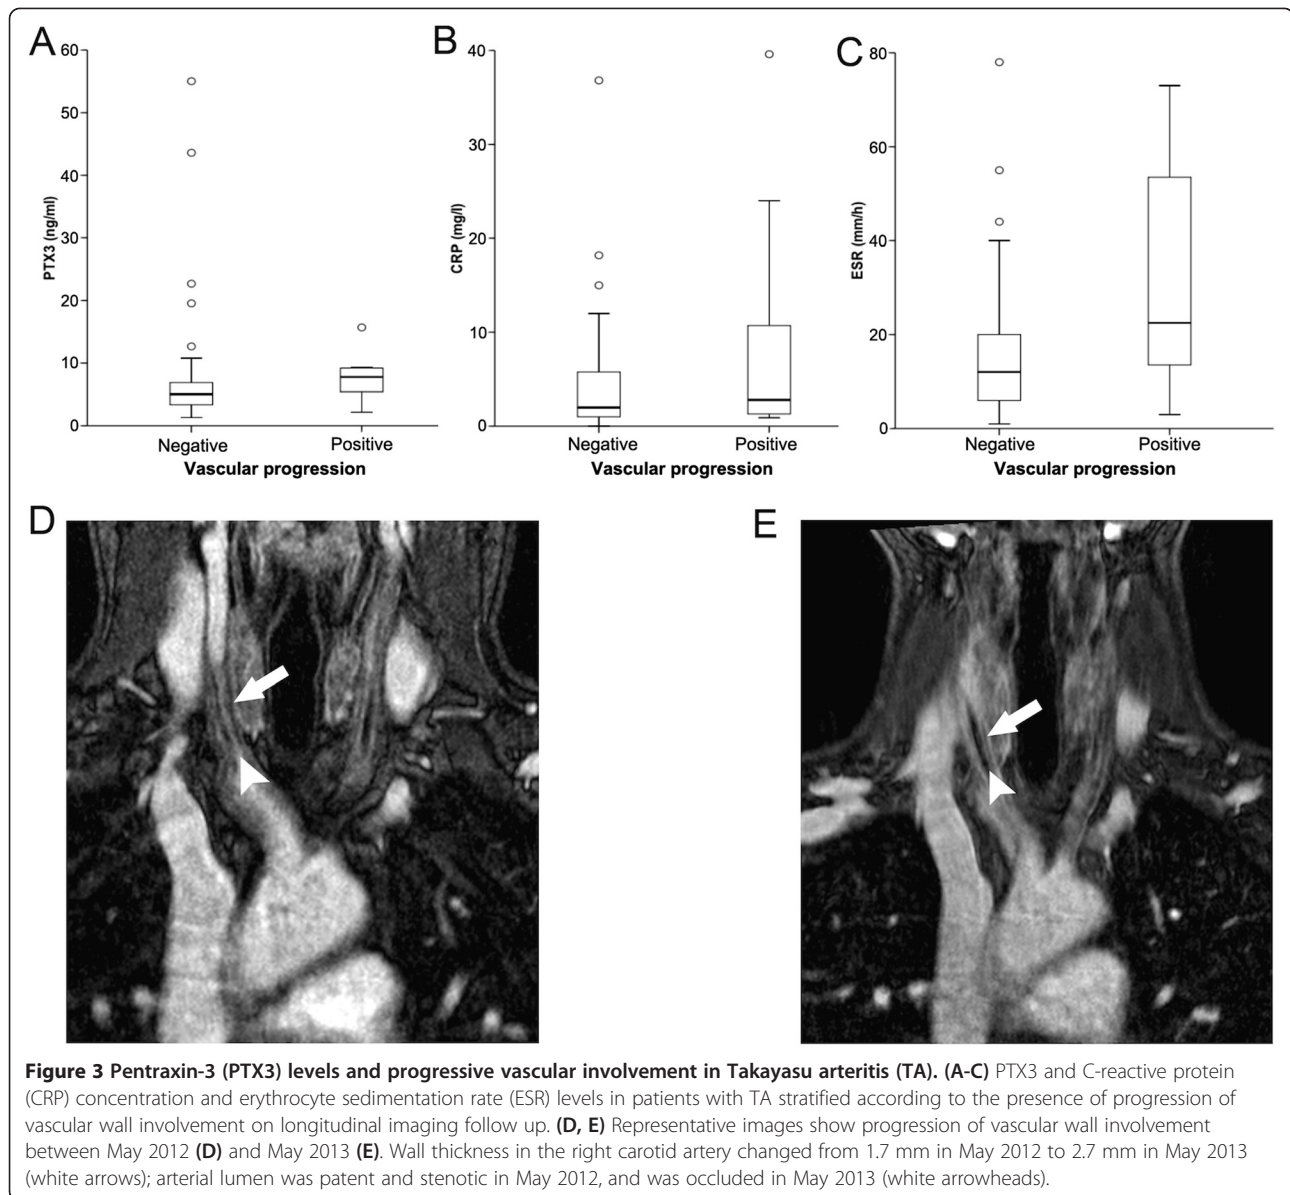 A
60
50
40
30
20
10
0
PTX3 (ng/ml)
Negative
Positive
Vascular progression
B
40
30
20
10
0
CRP (mg/l)
Negative
Positive
Vascular progression
C
80
60
40
20
0
ESR (mm/h)
Negative
Positive
Vascular progression
D
E
Figure 3 Pentraxin-3 (PTX3) levels and progressive vascular involvement in Takayasu arteritis (TA). (A-C) PTX3 and C-reactive protein
(CRP) concentration and erythrocyte sedimentation rate (ESR) levels in patients with TA stratified according to the presence of progression of
vascular wall involvement on longitudinal imaging follow up. (D, E) Representative images show progression of vascular wall involvement
between May 2012 (D) and May 2013 (E). Wall thickness in the right carotid artery changed from 1.7 mm in May 2012 to 2.7 mm in May 2013
(white arrows); arterial lumen was patent and stenotic in May 2012, and was occluded in May 2013 (white arrowheads).